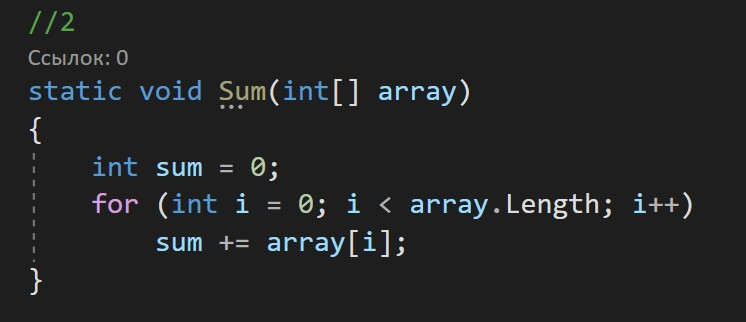 //2
Ссылок: 0
static void Sum(int[] array)
{
int sum = 0;
for (int i = 0; i < array.Length; i++)
sum += array[i];
}